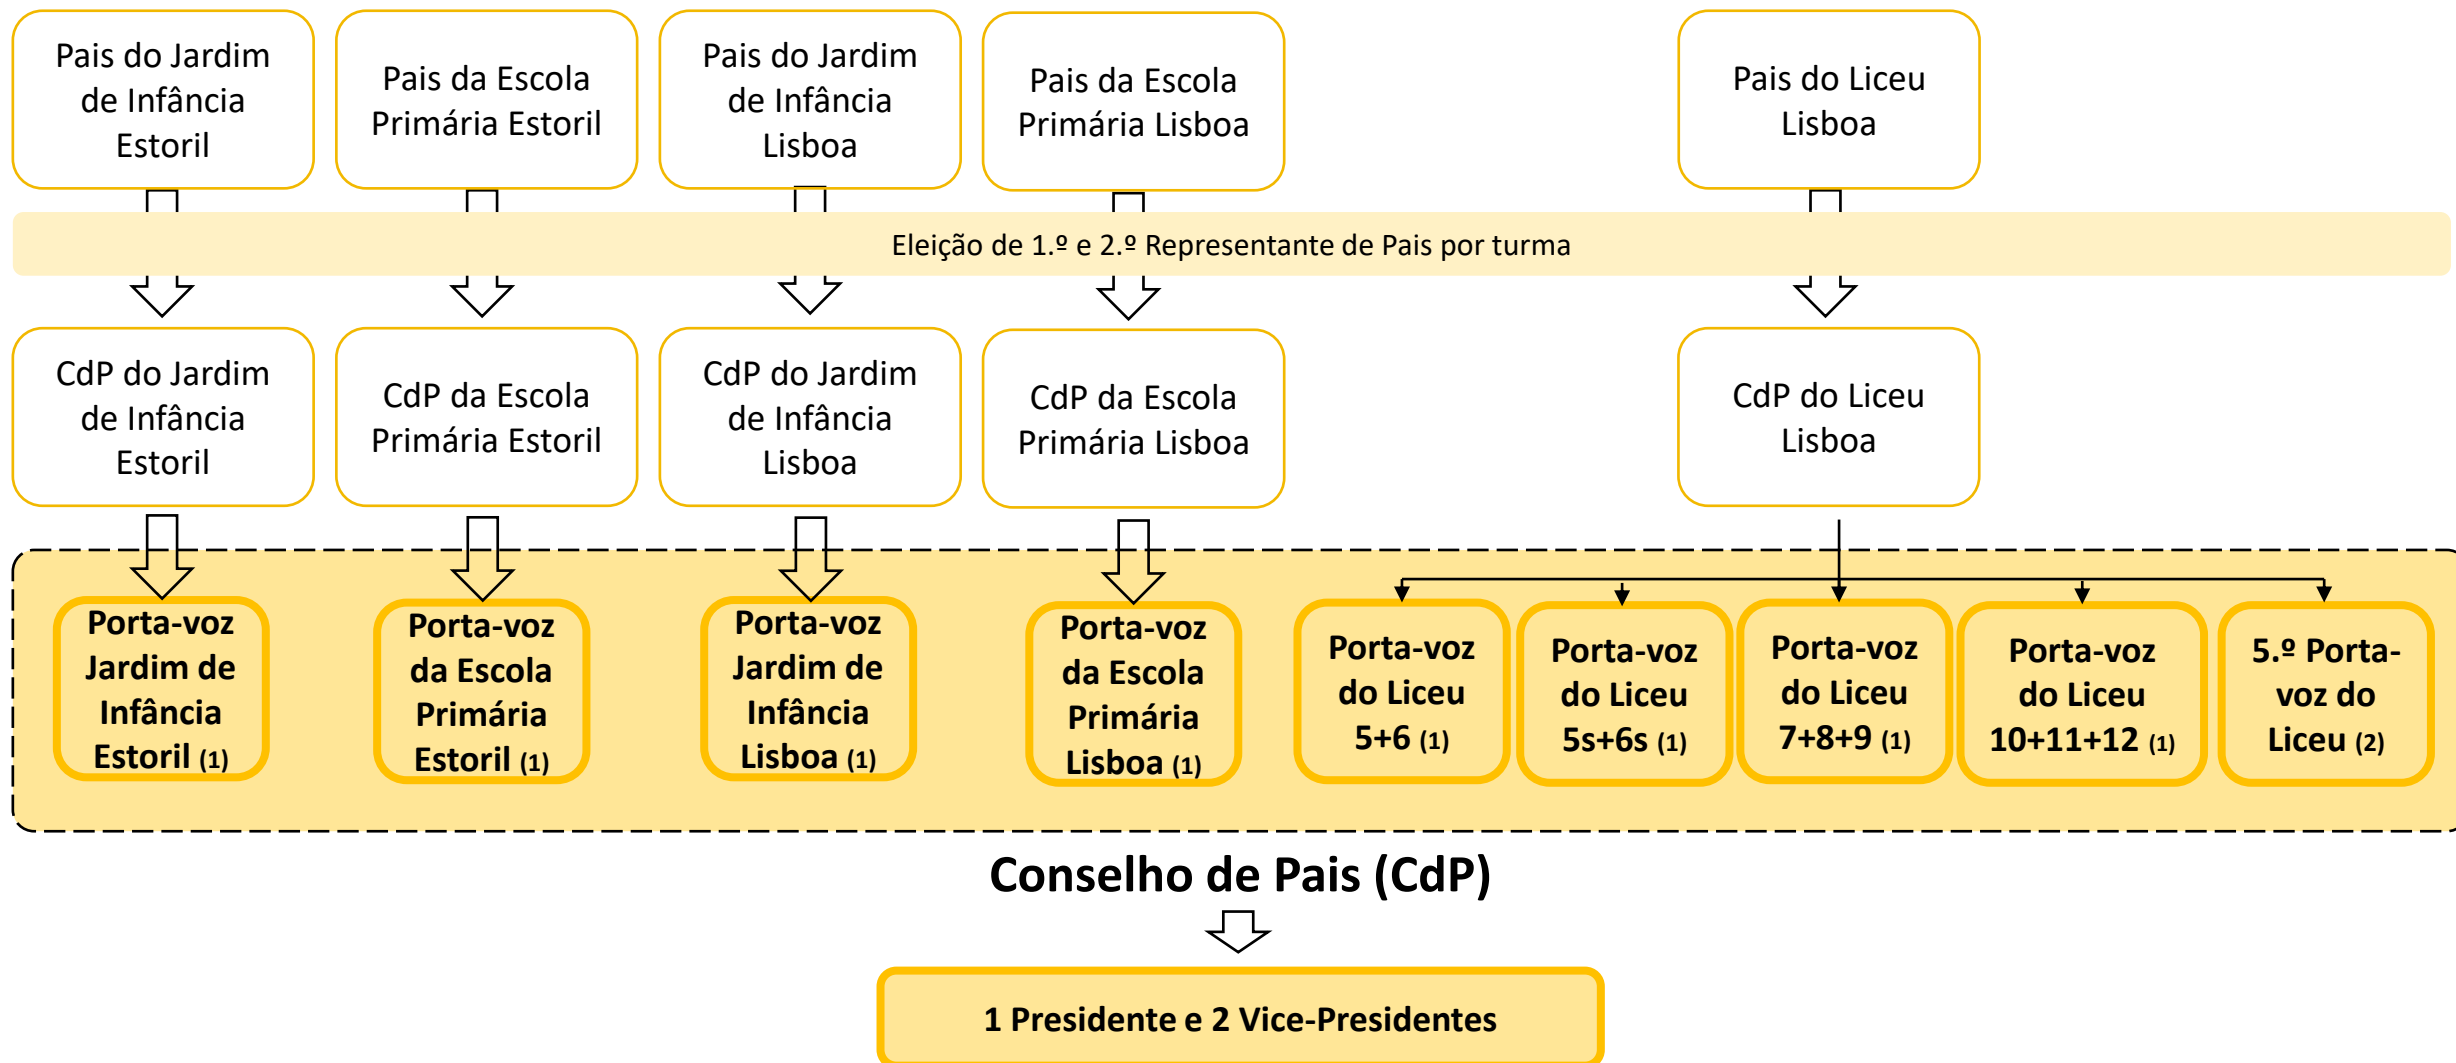 Pais do Jardim
de Infância
Estoril
Pais da Escola
Primária Estoril
Pais do Jardim
de Infância
Lisboa
Pais da Escola
Primária Lisboa
Pais do Liceu
Lisboa
Eleição de 1.º e 2.º Representante de Pais por turma
CdP do Jardim
de Infância
Estoril
CdP da Escola
Primária Estoril
CdP do Jardim
de Infância
Lisboa
CdP da Escola
Primária Lisboa
CdP do Liceu
Lisboa
Porta-voz
Jardim de
Infância
Estoril (1)
Porta-voz
da Escola
Primária
Estoril (1)
Porta-voz
Jardim de
Infância
Lisboa (1)
Porta-voz
da Escola
Primária
Lisboa (1)
Porta-voz
do Liceu
5+6 (1)
Porta-voz
do Liceu
5s+6s (1)
Porta-voz
do Liceu
7+8+9 (1)
Porta-voz
do Liceu
10+11+12 (1)
5.º Porta-
voz do
Liceu (2)
Conselho de Pais (CdP)
1 Presidente e 2 Vice-Presidentes